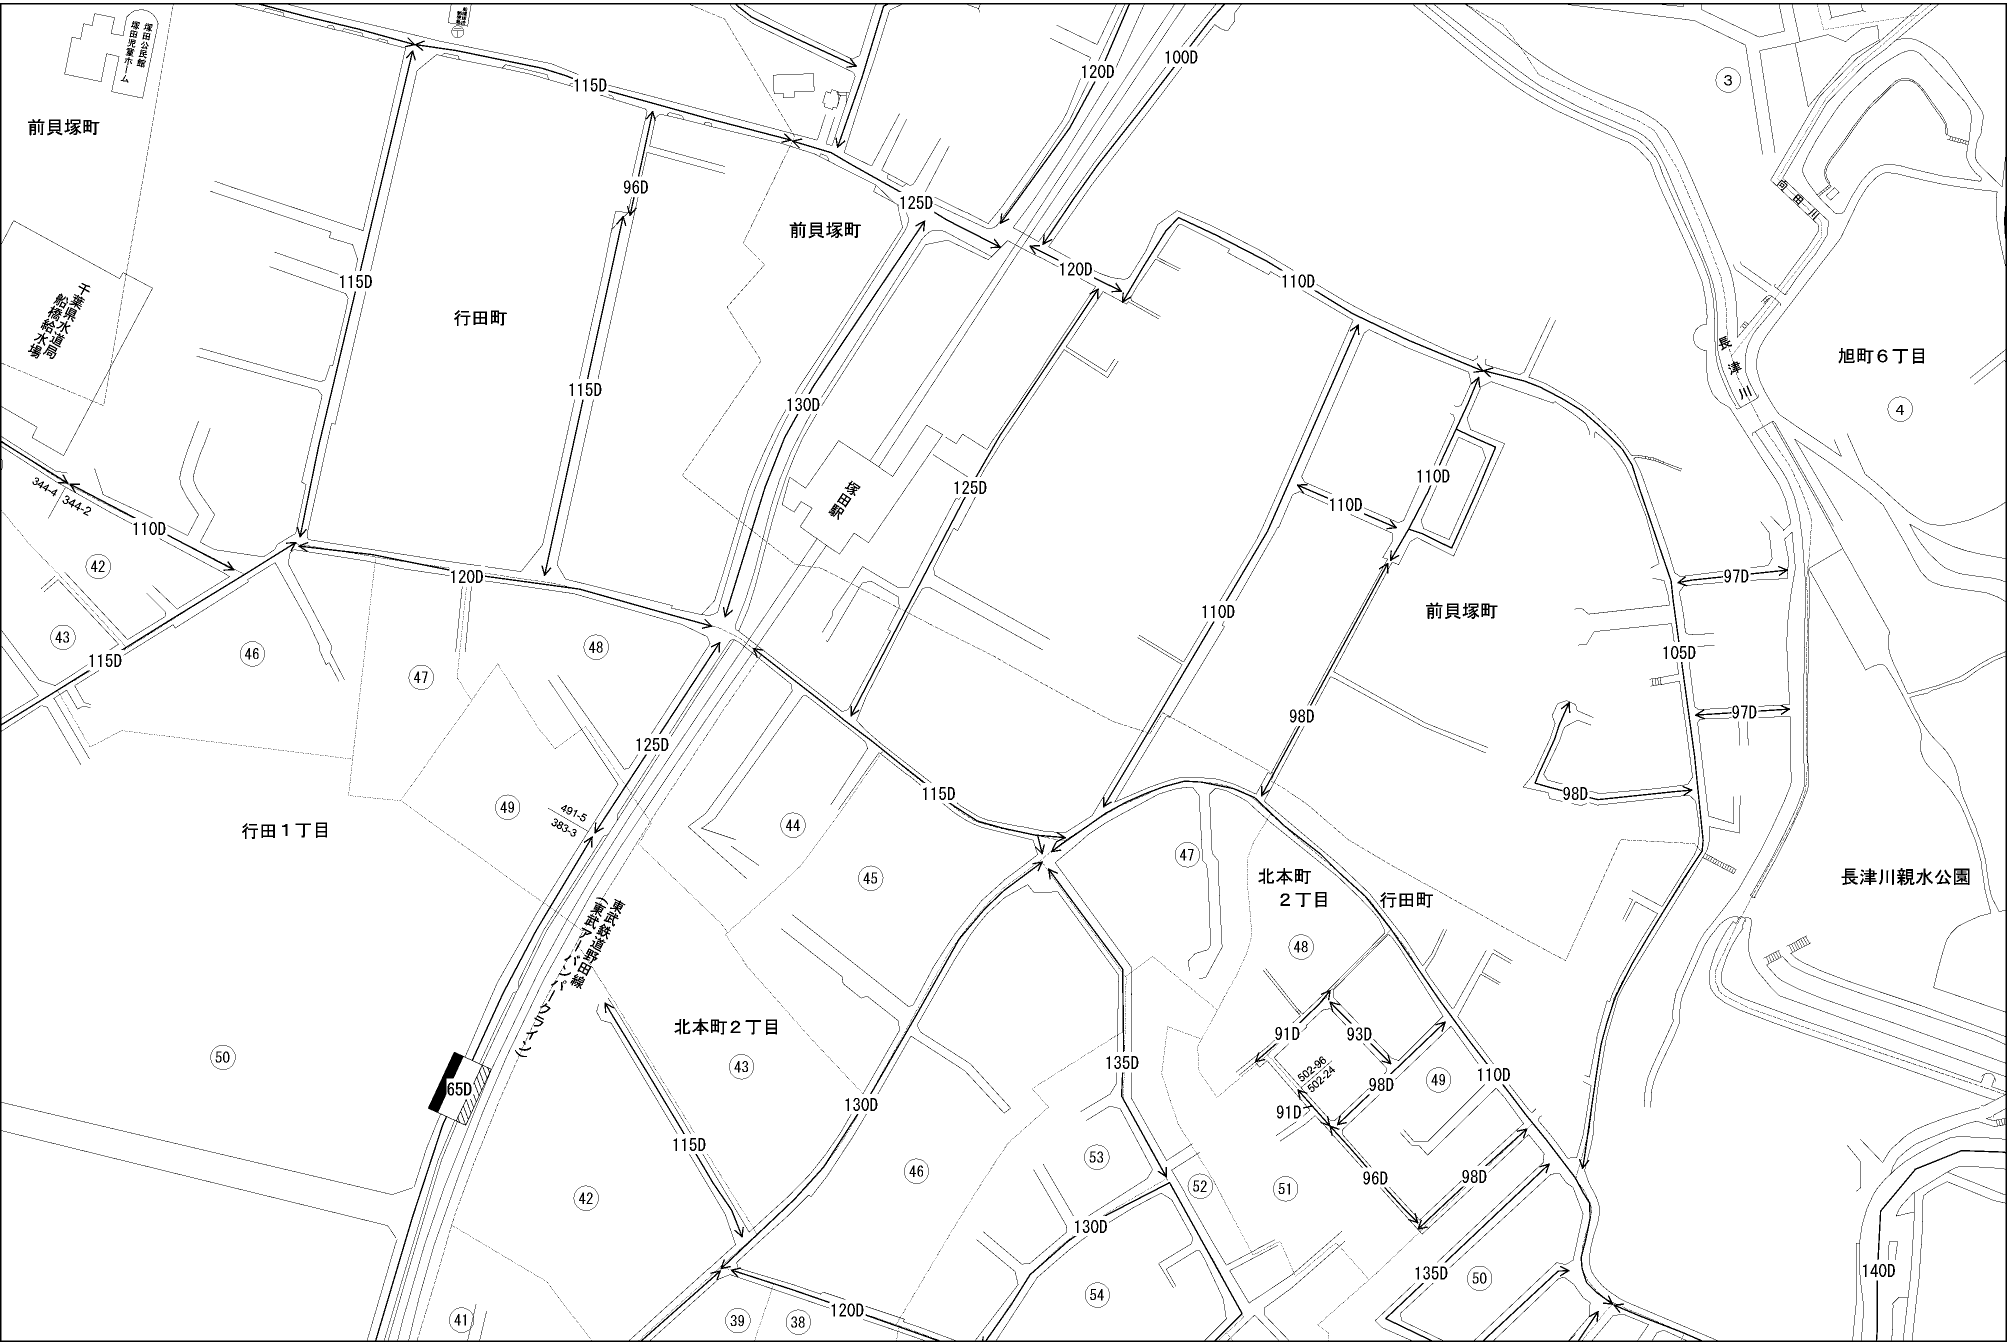 塚田公民館
塚田児童ホーム
前貝塚町
115D
120D
100D
③
向田川
96D
125D
前貝塚町
120D
115D
110D
千葉県水道局
船橋給水場
行田町
長津川
旭町6丁目
④
115D
130D
塚田駅
125D
110D
110D
344-4
344-2
110D
㊷
120D
97D
110D
前貝塚町
㊸
115D
㊻
㊼
㊽
105D
98D
97D
125D
115D
98D
㊾
491-5
383-3
行田1丁目
㊹
㊺
㊼
北本町
2丁目
行田町
長津川親水公園
東武鉄道野田線
(東武アーバンパークライン)
㊽
北本町2丁目
㊿
㊸
65D
135D
91D
93D
502-96
502-24
98D
91D
㊾
110D
130D
115D
53
㊻
㊷
52
51
96D
98D
130D
135D
㊿
140D
54
120D
㊶
㊴
㊳